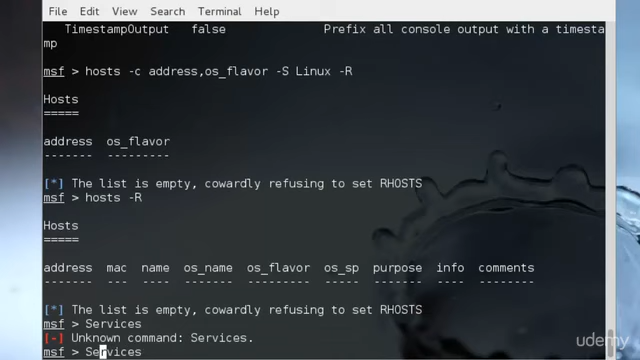 File Edit View Search Terminal Help
TimestampOutput false Prefix all console output with a timesta
mp
msf > hosts -c address,os_flavor -S Linux -R
Hosts
=====
address os_flavor
------- ---------
[*] The list is empty, cowardly refusing to set RHOSTS
msf > hosts -R
Hosts
=====
address mac name os_name os_flavor os_sp purpose info comments
------- --- ---- ------- --------- ----- ------- ---- --------
[*] The list is empty, cowardly refusing to set RHOSTS
msf > Services
[-] Unknown command: Services.
msf > Services
udemy